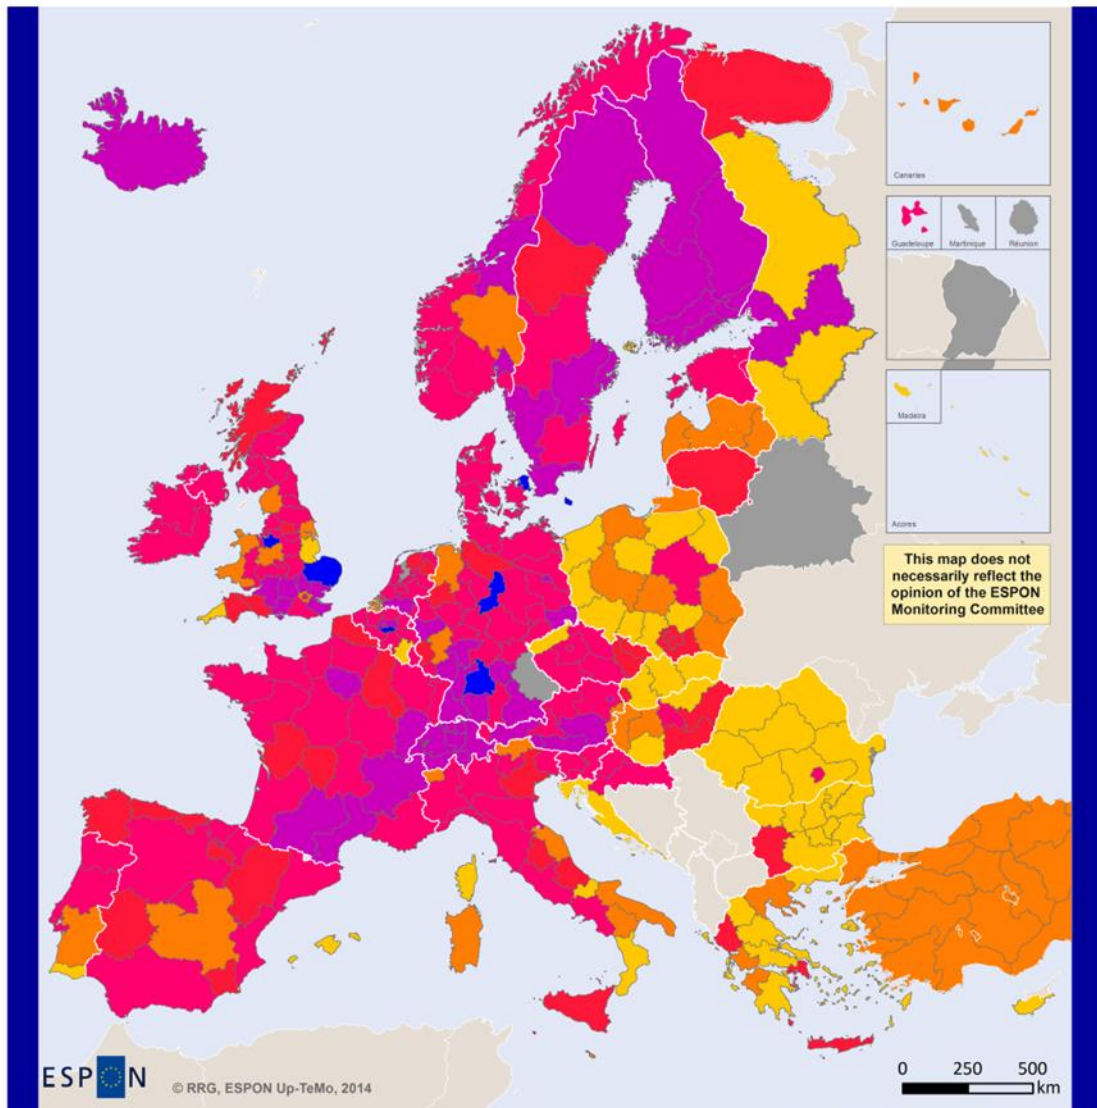 Canaries
Guadeloupe
Martinique
Réunion
Madeira
Acores
This map does not
necessarily reflect the
opinion of the ESPON
Monitoring Committee
ESPON
© RRG, ESPON Up-TeMo, 2014
0 250 500
km